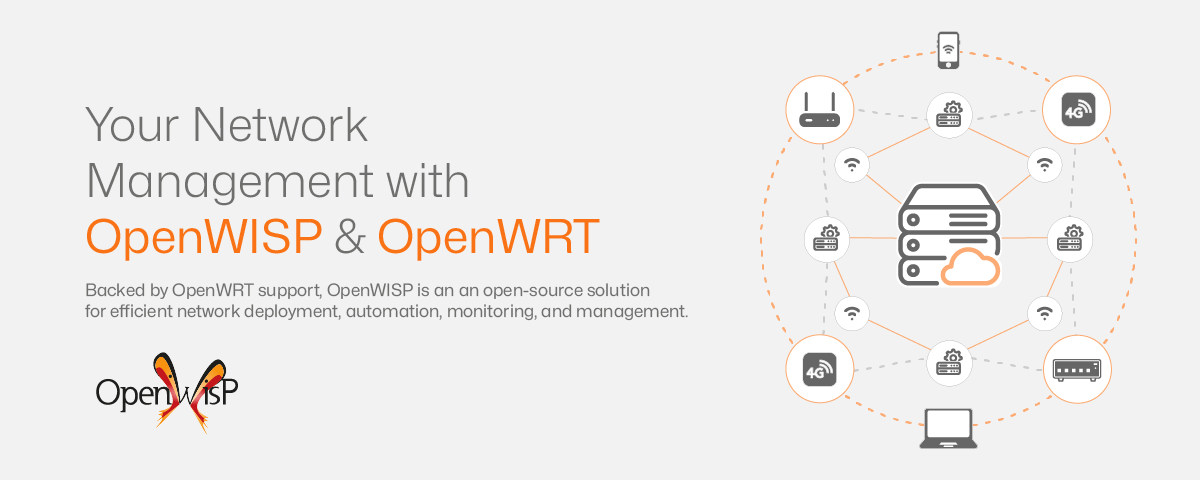 Your Network
Management with
OpenWISP & OpenWRT
Backed by OpenWRT support, OpenWISP is an an open-source solution
for efficient network deployment, automation, monitoring, and management.
OpenWisP
4G
4G